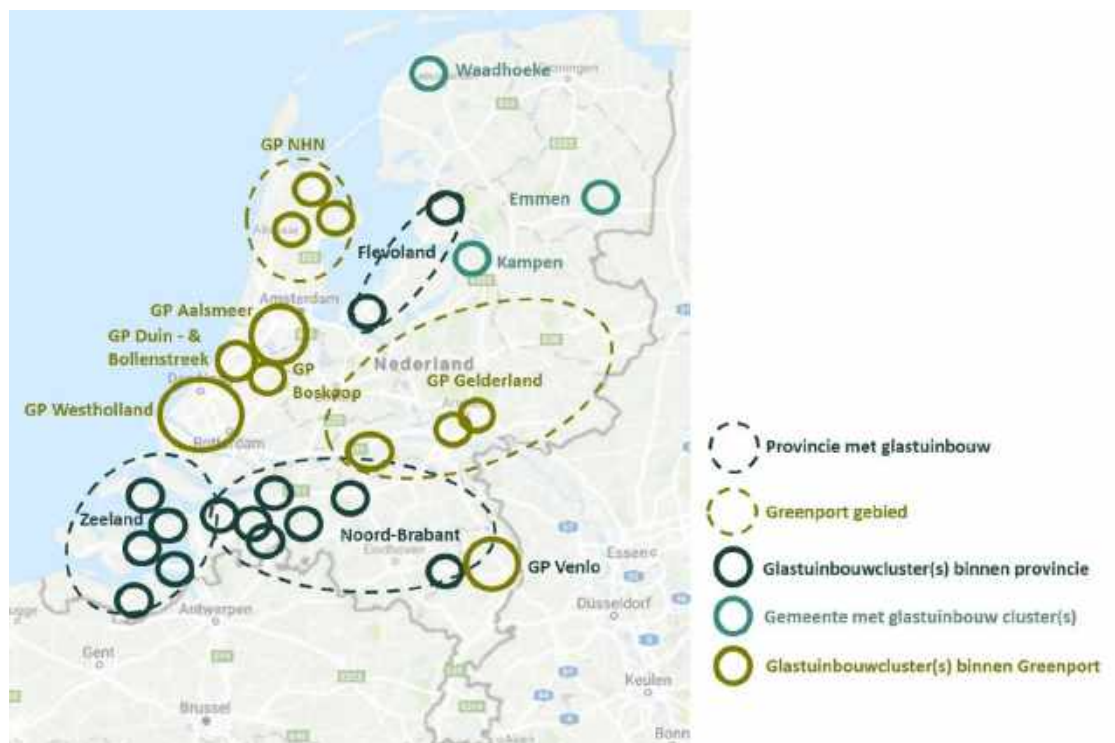 Waadhoeke
Groningen
GP NHN
Emmen
Flevoland
Kampen
Amsterdam
GP Aalsmeer
GP Duin - &
Bollenstreek
GP
Boskoop
Nederland
GP Gelderland
GP Westholland
Rotterdam
Provincie met glastuinbouw
Greenport gebied
Zeeland
Noord-Brabant
Eindhoven
GP Venlo
Essen
Glastuinbouwcluster(s) binnen provincie
Antwerpen
Düsseldorf
Gemeente met glastuinbouw cluster(s)
Gent
Glastuinbouwcluster(s) binnen Greenport
Keulen
Brussel
Bonn